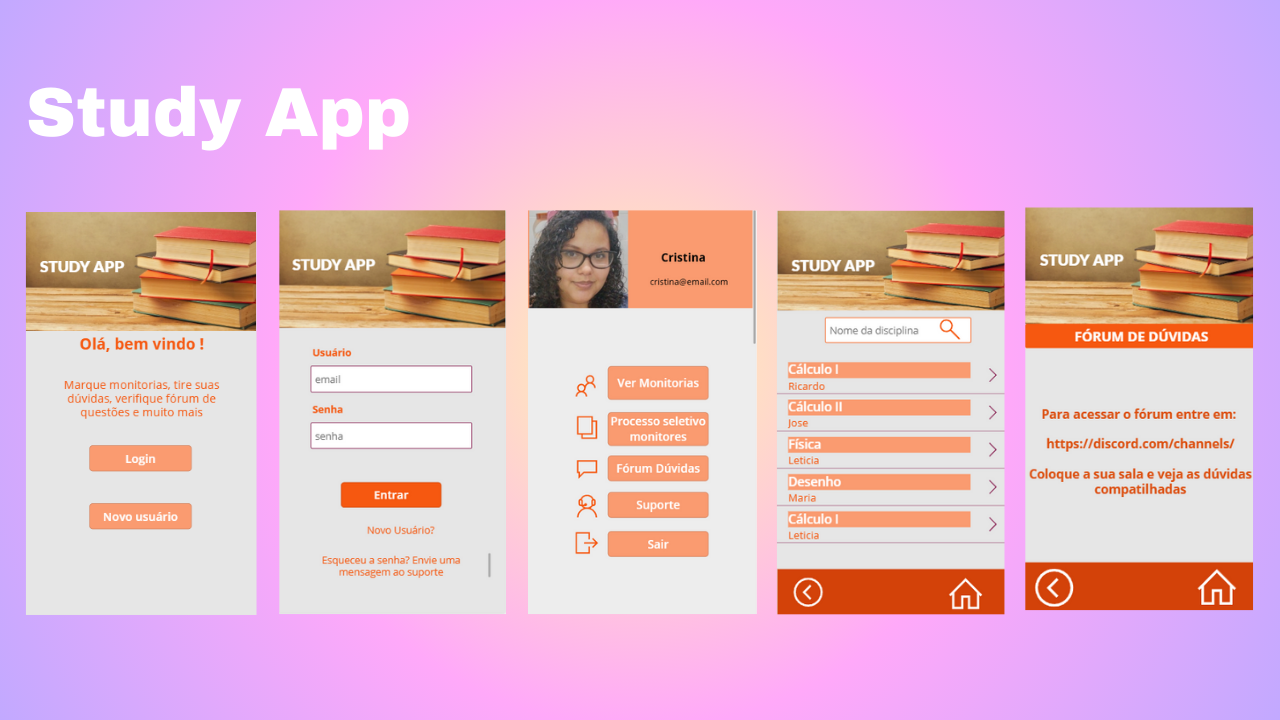 Study App
STUDY APP
Olá, bem vindo !
Marque monitorias, tire suas
dúvidas, verifique fórum de
questões e muito mais
Login
Novo usuário
STUDY APP
Usuário
email
Senha
senha
Entrar
Novo Usuário?
Esqueceu a senha? Envie uma
mensagem ao suporte
Cristina
cristina@email.com
Ver Monitorias
Processo seletivo
monitores
Fórum Dúvidas
Suporte
Sair
STUDY APP
Nome da disciplina
Cálculo I
Ricardo
Cálculo II
Jose
Física
Leticia
Desenho
Maria
Cálculo I
Leticia
STUDY APP
FÓRUM DE DÚVIDAS
Para acessar o fórum entre em:
https://discord.com/channels/
Coloque a sua sala e veja as dúvidas
compatilhadas